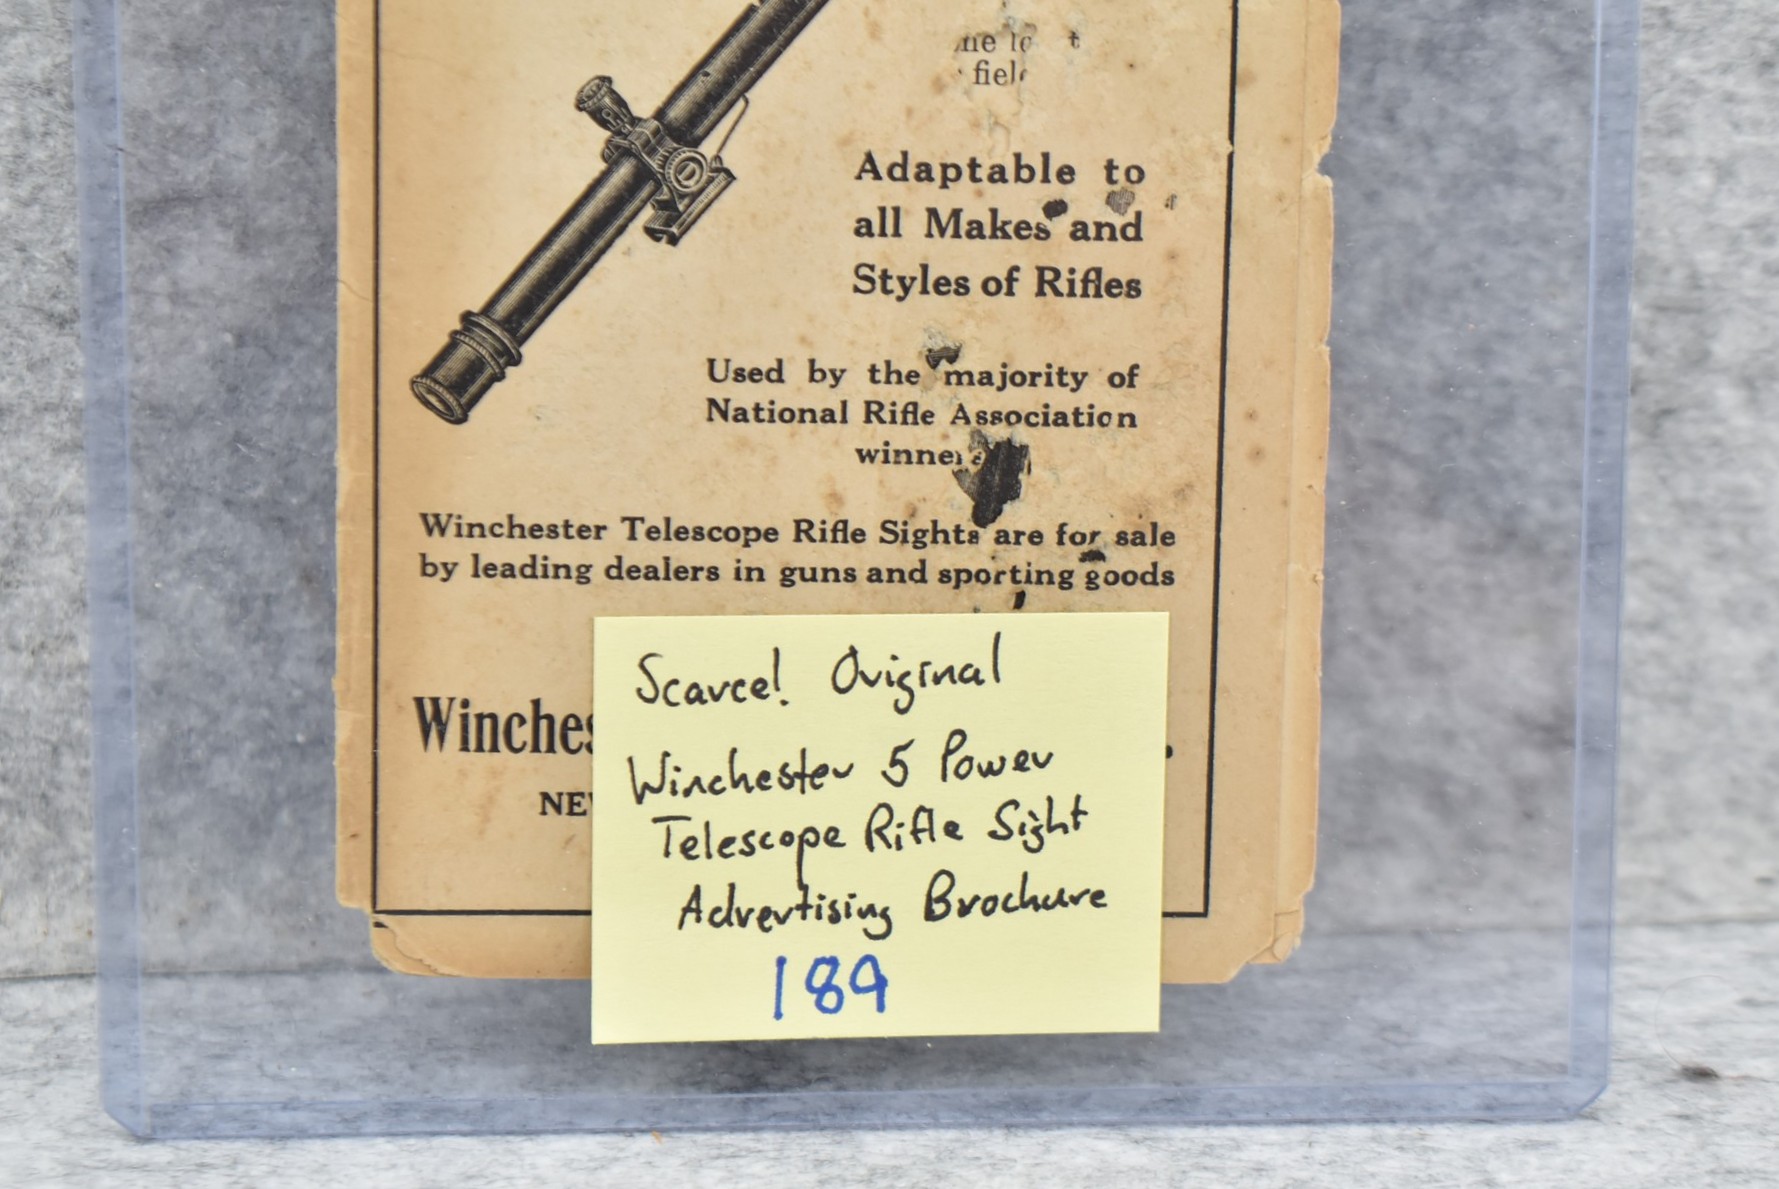 Adaptable to
all Makes and
Styles of Rifles
Used by the majority of
National Rifle Association
Winchester Telescope Rifle Sights are for sale
by leading dealers in guns and sporting goods
Winches
NE
Scarce! Original
Winchester 5 Power
Telescope Rifle Sight
Advertising Brochure
189